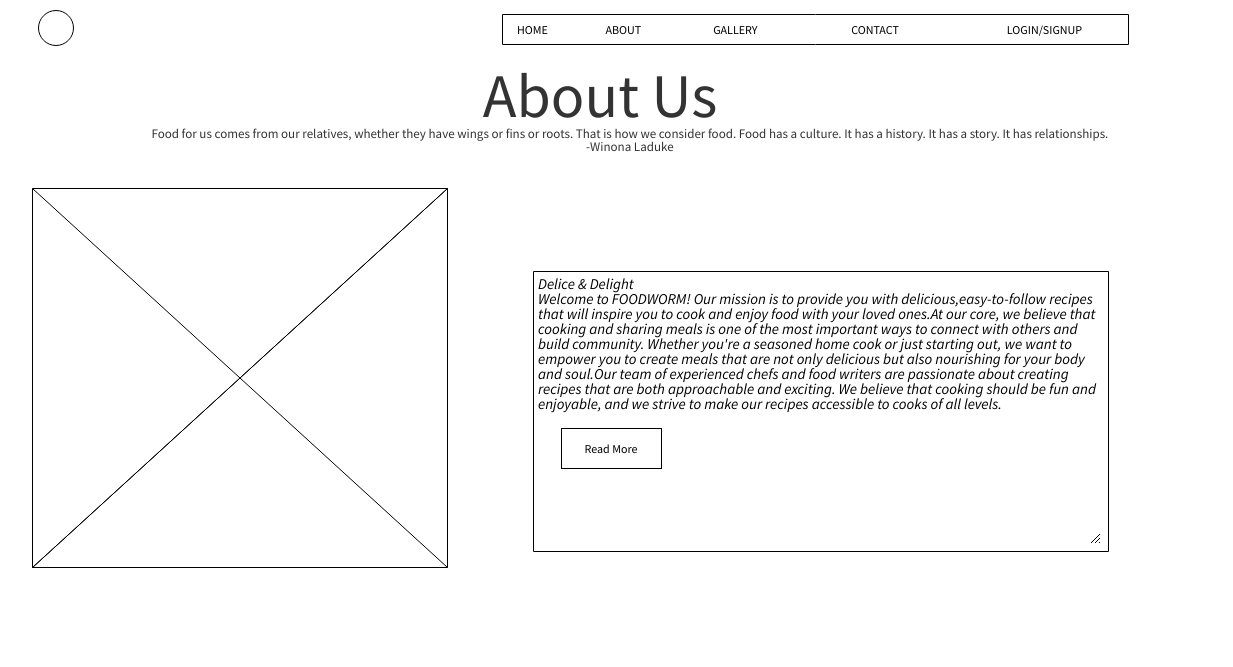 HOME ABOUT GALLERY CONTACT LOGIN/SIGNUP
About Us
Food for us comes from our relatives, whether they have wings or fins or roots. That is how we consider food. Food has a culture. It has a history. It has a story. It has relationships.
-Winona Laduke
Delice & Delight
Welcome to FOODWORM! Our mission is to provide you with delicious,easy-to-follow recipes
that will inspire you to cook and enjoy food with your loved ones.At our core, we believe that
cooking and sharing meals is one of the most important ways to connect with others and
build community. Whether you're a seasoned home cook or just starting out, we want to
empower you to create meals that are not only delicious but also nourishing for your body
and soul.Our team of experienced chefs and food writers are passionate about creating
recipes that are both approachable and exciting. We believe that cooking should be fun and
enjoyable, and we strive to make our recipes accessible to cooks of all levels.
Read More